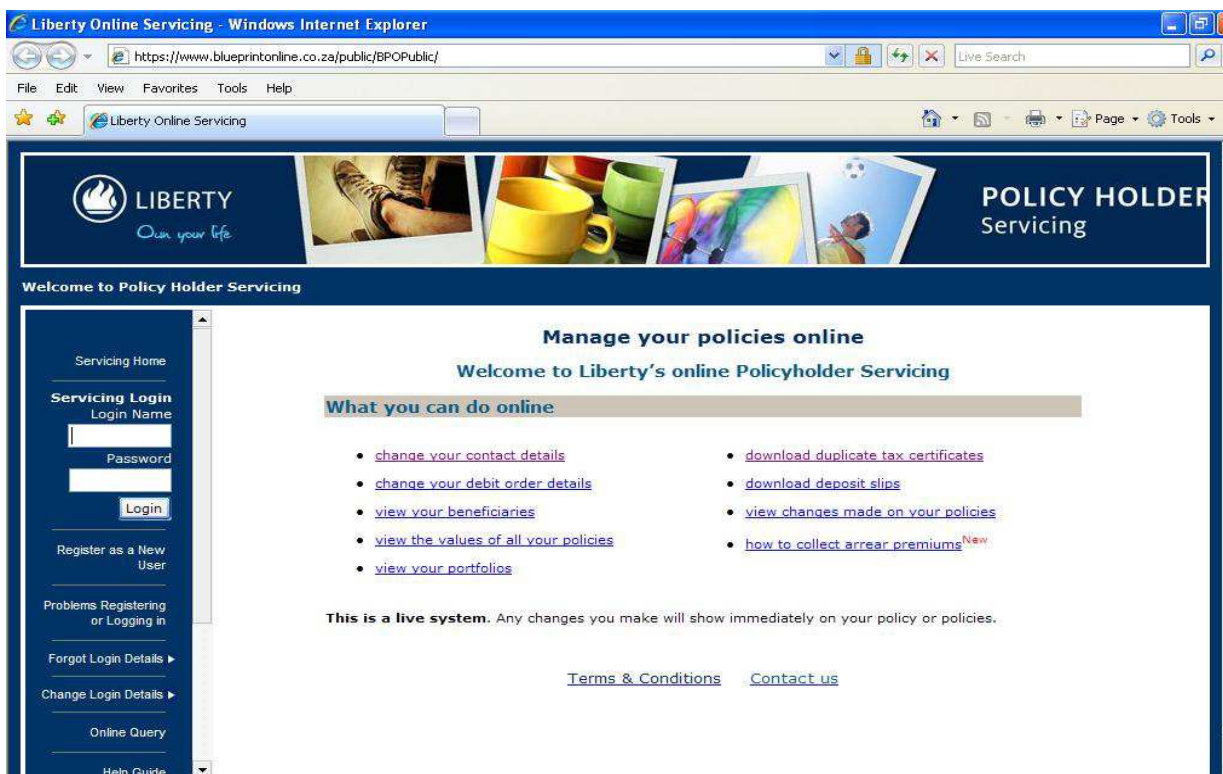 Liberty Online Servicing - Windows Internet Explorer
https://www.blueprintonline.co.za/public/BPOPublic/
Live Search
File Edit View Favorites Tools Help
Liberty Online Servicing
Page Tools
LIBERTY
Own your life
POLICY HOLDER
Servicing
Welcome to Policy Holder Servicing
Servicing Home
Servicing Login
Login Name
Password
Login
Register as a New
User
Problems Registering
or Logging in
Forgot Login Details
Change Login Details
Online Query
Help Guide
Manage your policies online
Welcome to Liberty's online Policyholder Servicing
What you can do online
change your contact details
change your debit order details
view your beneficiaries
view the values of all your policies
view your portfolios
download duplicate tax certificates
download deposit slips
view changes made on your policies
how to collect arrear premiums New
This is a live system. Any changes you make will show immediately on your policy or policies.
Terms & Conditions Contact us